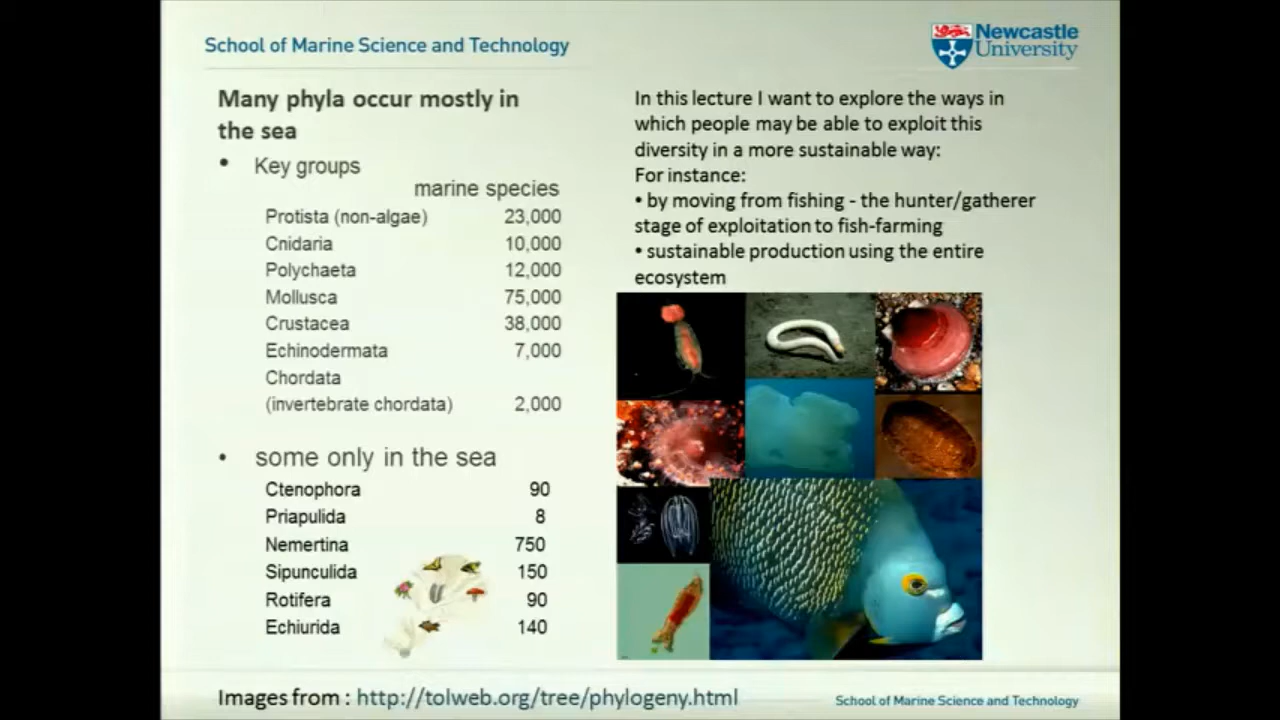 School of Marine Science and Technology
Newcastle
University
Many phyla occur mostly in
the sea
• Key groups
marine species
Protista (non-algae) 23,000
Cnidaria 10,000
Polychaeta 12,000
Mollusca 75,000
Crustacea 38,000
Echinodermata 7,000
Chordata
(invertebrate chordata) 2,000
• some only in the sea
Ctenophora 90
Priapulida 8
Nemertina 750
Sipunculida 150
Rotifera 90
Echiurida 140
In this lecture I want to explore the ways in
which people may be able to exploit this
diversity in a more sustainable way:
For instance:
• by moving from fishing - the hunter/gatherer
stage of exploitation to fish-farming
• sustainable production using the entire
ecosystem
Images from : http://tolweb.org/tree/phylogeny.html
School of Marine Science and Technology